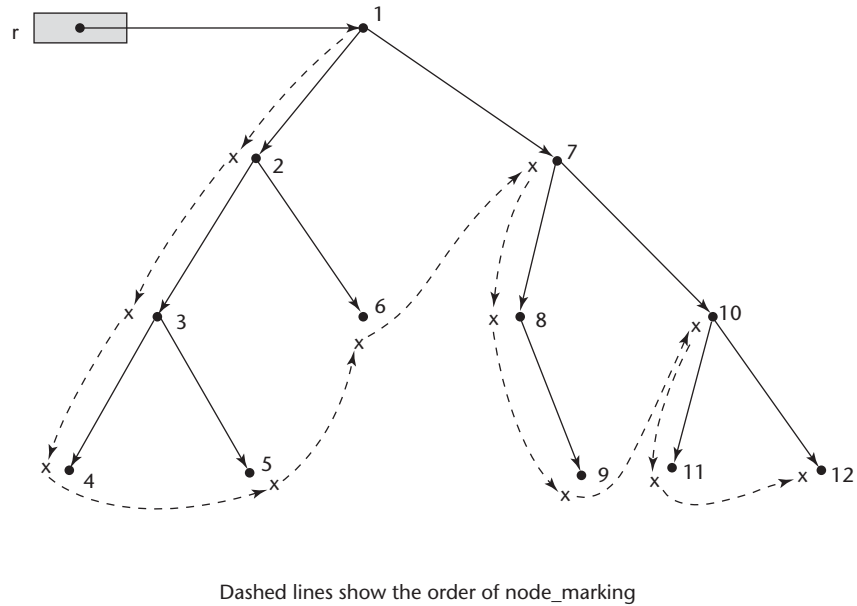 1
r
x
2
7
x
x
3
6
x
8
10
x
x
x
4
5
9
11
12
x
x
x
x
x
Dashed lines show the order of node_marking